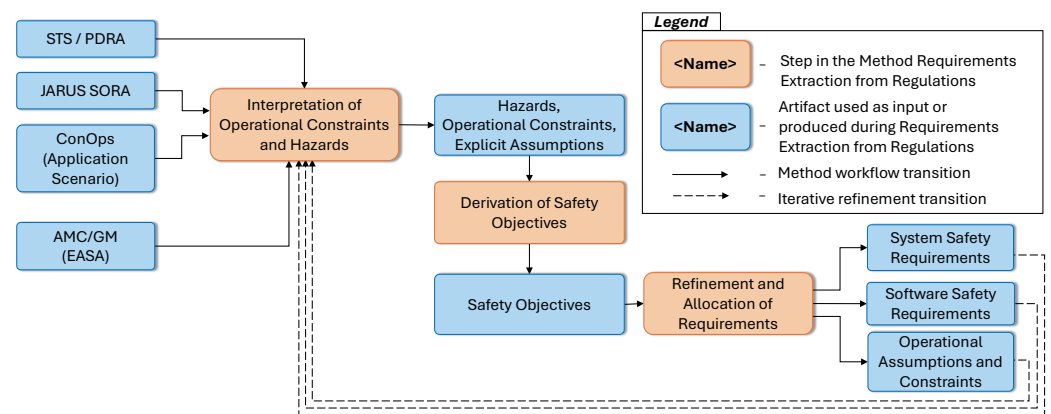 STS / PDRA
JARUS SORA
ConOps
(Application
Scenario)
AMC/GM
(EASA)
Interpretation of
Operational Constraints
and Hazards
Hazards,
Operational Constraints,
Explicit Assumptions
Derivation of Safety
Objectives
Safety Objectives
Refinement and
Allocation of
Requirements
System Safety
Requirements
Software Safety
Requirements
Operational
Assumptions and
Constraints
Legend
<Name>
- Step in the Method Requirements
Extraction from Regulations
<Name>
- Artifact used as input or
produced during Requirements
Extraction from Regulations
- Method workflow transition
- Iterative refinement transition